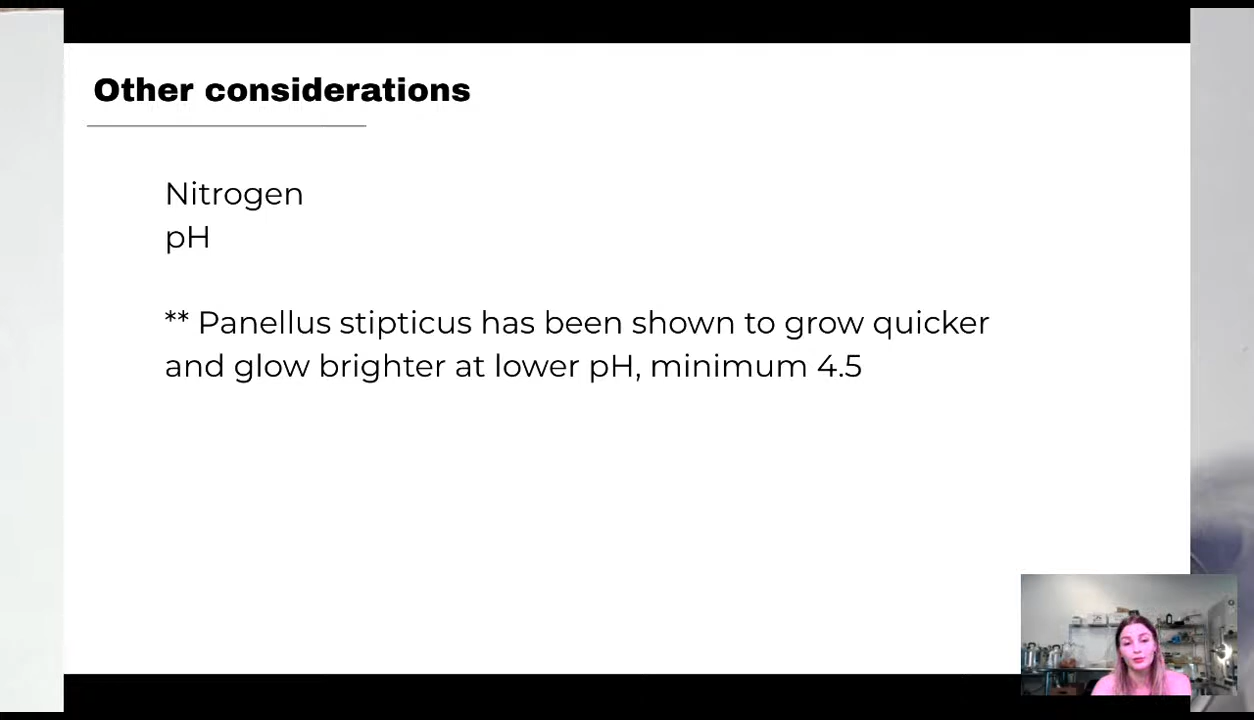 Other considerations
Nitrogen
pH
** Panellus stipticus has been shown to grow quicker
and glow brighter at lower pH, minimum 4.5